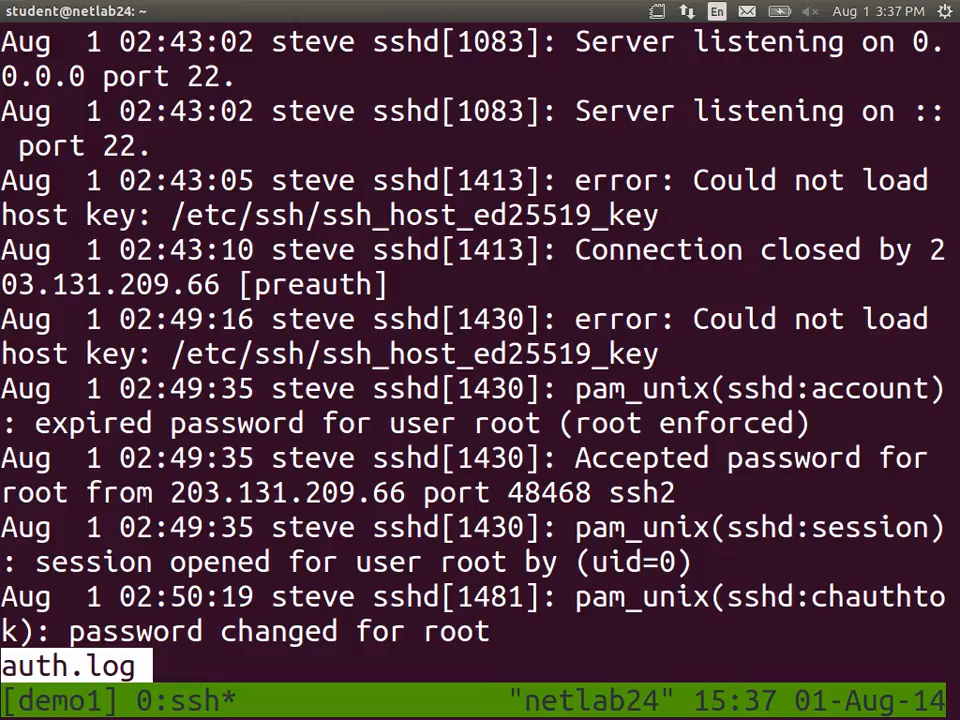 student@netlab24: ~ En Aug 1 3:37 PM
Aug  1 02:43:02 steve sshd[1083]: Server listening on 0.
0.0.0 port 22.
Aug  1 02:43:02 steve sshd[1083]: Server listening on ::
 port 22.
Aug  1 02:43:05 steve sshd[1413]: error: Could not load
host key: /etc/ssh/ssh_host_ed25519_key
Aug  1 02:43:10 steve sshd[1413]: Connection closed by 2
03.131.209.66 [preauth]
Aug  1 02:49:16 steve sshd[1430]: error: Could not load
host key: /etc/ssh/ssh_host_ed25519_key
Aug  1 02:49:35 steve sshd[1430]: pam_unix(sshd:account)
: expired password for user root (root enforced)
Aug  1 02:49:35 steve sshd[1430]: Accepted password for
root from 203.131.209.66 port 48468 ssh2
Aug  1 02:49:35 steve sshd[1430]: pam_unix(sshd:session)
: session opened for user root by (uid=0)
Aug  1 02:50:19 steve sshd[1481]: pam_unix(sshd:chauthto
k): password changed for root
auth.log
[demo1] 0:ssh* "netlab24" 15:37 01-Aug-14